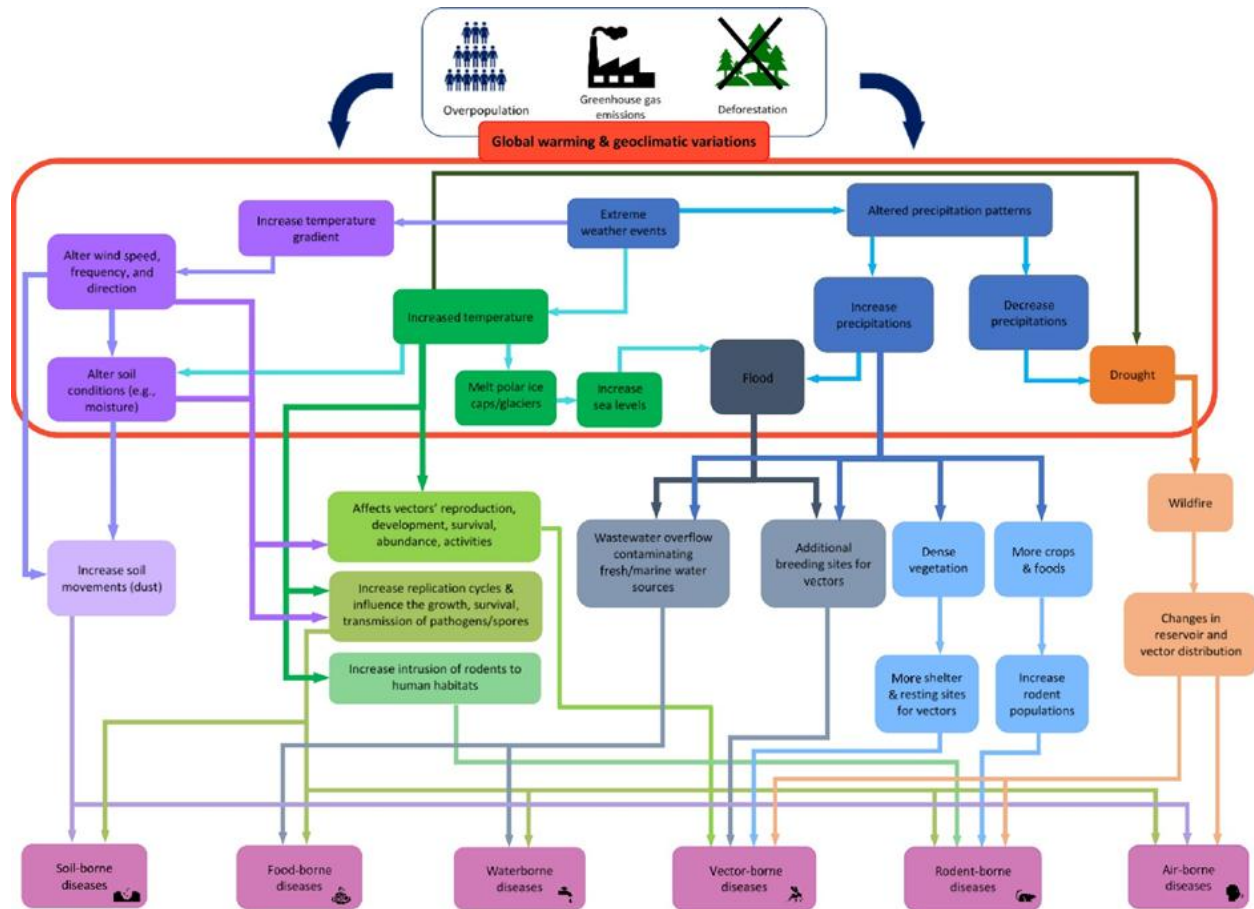 Overpopulation
Greenhouse gas
emissions
Deforestation
Global warming & geoclimatic variations
Increase temperature
gradient
Extreme
weather events
Altered precipitation patterns
Alter wind speed,
frequency, and
direction
Increased temperature
Increase
precipitations
Decrease
precipitations
Alter soil
conditions (e.g.,
moisture)
Melt polar ice
caps/glaciers
Increase
sea levels
Flood
Drought
Affects vectors' reproduction,
development, survival,
abundance, activities
Wastewater overflow
contaminating
fresh/marine water
sources
Additional
breeding sites for
vectors
Dense
vegetation
More crops
& foods
Wildfire
Increase soil
movements (dust)
Increase replication cycles &
influence the growth, survival,
transmission of pathogens/spores
Changes in
reservoir and
vector distribution
Increase intrusion of rodents to
human habitats
More shelter
& resting sites
for vectors
Increase
rodent
populations
Soil-borne
diseases
Food-borne
diseases
Waterborne
diseases
Vector-borne
diseases
Rodent-borne
diseases
Air-borne
diseases